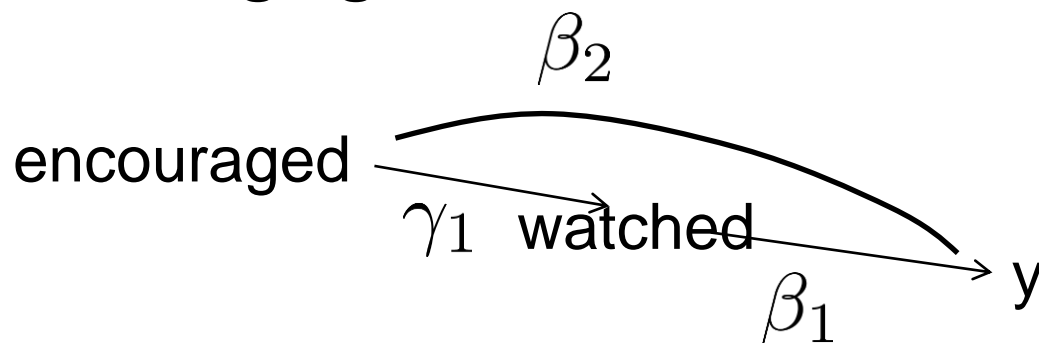 β₂
encouraged
γ₁ watched
y
β₁